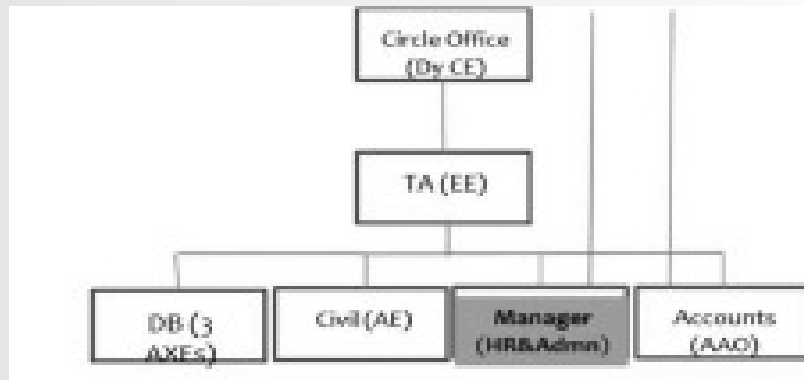 Circle Office
(Dy CE)
TA (EE)
DB (3
AXEs)
Civil (AE)
Manager
(HR&Admn)
Accounts
(AAO)